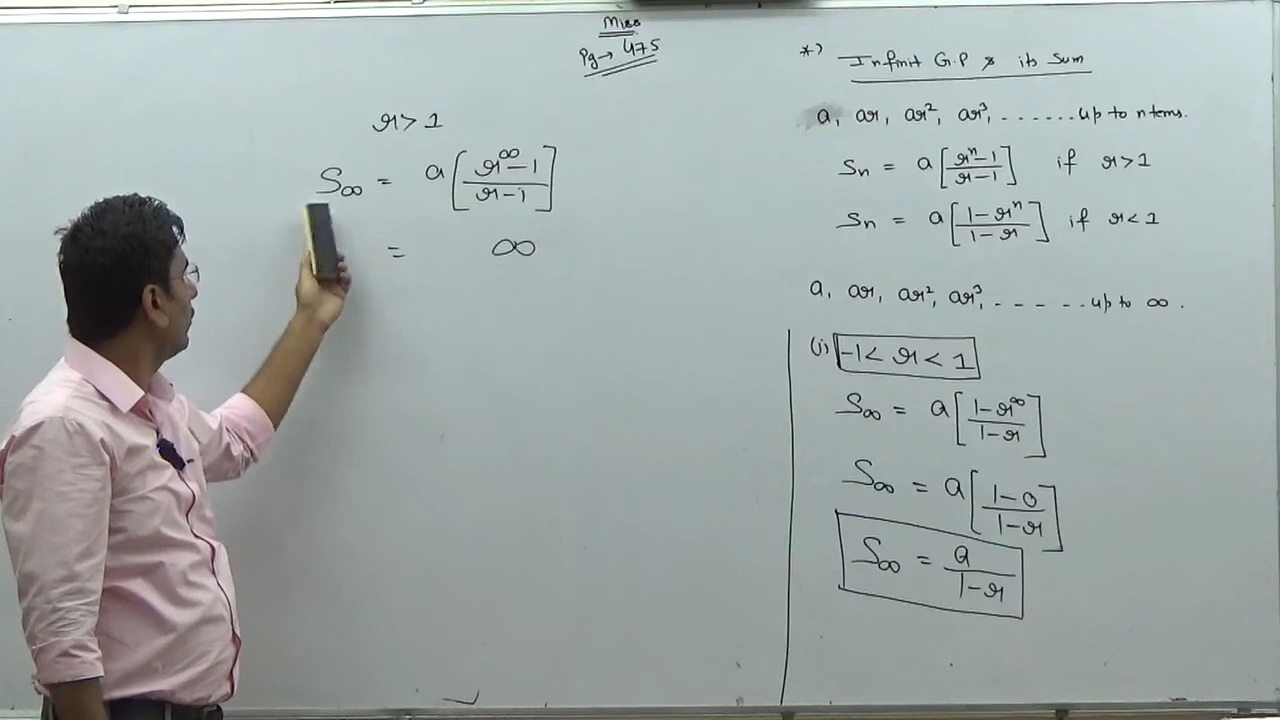 Miss
Pg → 475
r > 1
S∞ = a[(r^∞ - 1)/(r - 1)]
= ∞
*) Infinit G.P & its sum
a, ar, ar², ar³, ...... up to n tems.
Sn = a[(rⁿ - 1)/(r - 1)] if r > 1
Sn = a[(1 - rⁿ)/(1 - r)] if r < 1
a, ar, ar², ar³, - - - - . . up to ∞ .
(i) -1 < r < 1
S∞ = a[(1 - r^∞)/(1 - r)]
S∞ = a[(1 - 0)/(1 - r)]
S∞ = a/(1 - r)